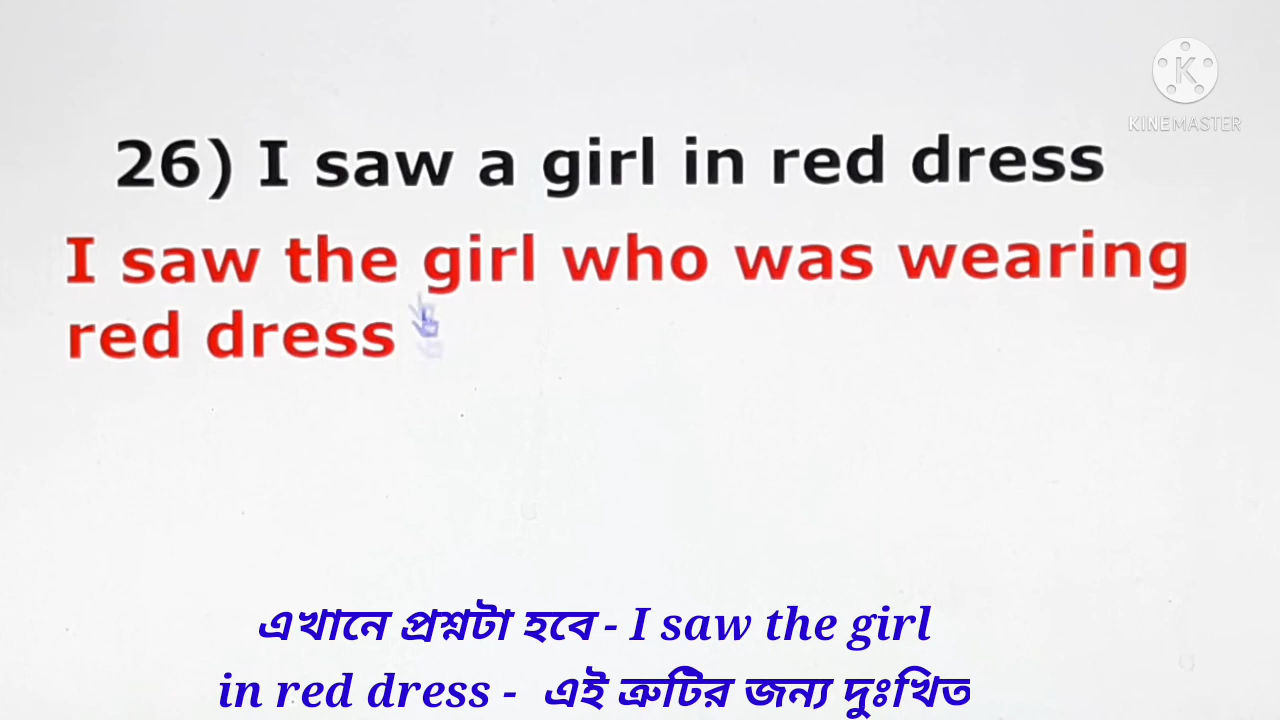 KINEMASTER
26) I saw a girl in red dress
I saw the girl who was wearing
red dress
এখানে প্রশ্নটা হবে - I saw the girl
in red dress - এই ত্রুটির জন্য দুঃখিত